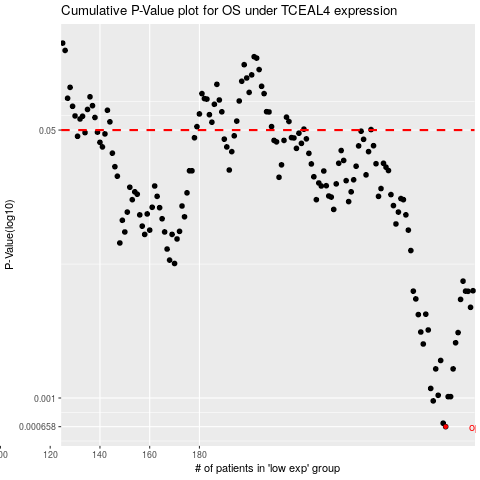 Cumulative P-Value plot for OS under TCEAL4 expression
P-Value(log10)
0.05
0.001
0.000658
00
120
140
160
180
# of patients in 'low exp' group